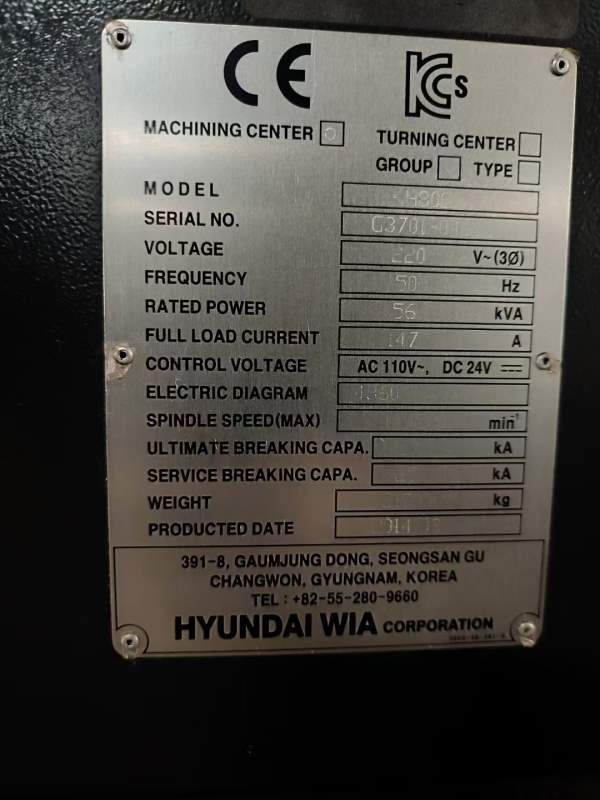 CE KCs
MACHINING CENTER TURNING CENTER
GROUP TYPE
MODEL
SERIAL NO.
VOLTAGE 220 V~(3Ø)
FREQUENCY 50 Hz
RATED POWER 56 kVA
FULL LOAD CURRENT 147 A
CONTROL VOLTAGE AC 110V~, DC 24V
ELECTRIC DIAGRAM
SPINDLE SPEED(MAX) min⁻¹
ULTIMATE BREAKING CAPA. kA
SERVICE BREAKING CAPA. kA
WEIGHT kg
PRODUCTED DATE
391-8, GAUMJUNG DONG, SEONGSAN GU
CHANGWON, GYUNGNAM, KOREA
TEL : +82-55-280-9660
HYUNDAI WIA CORPORATION